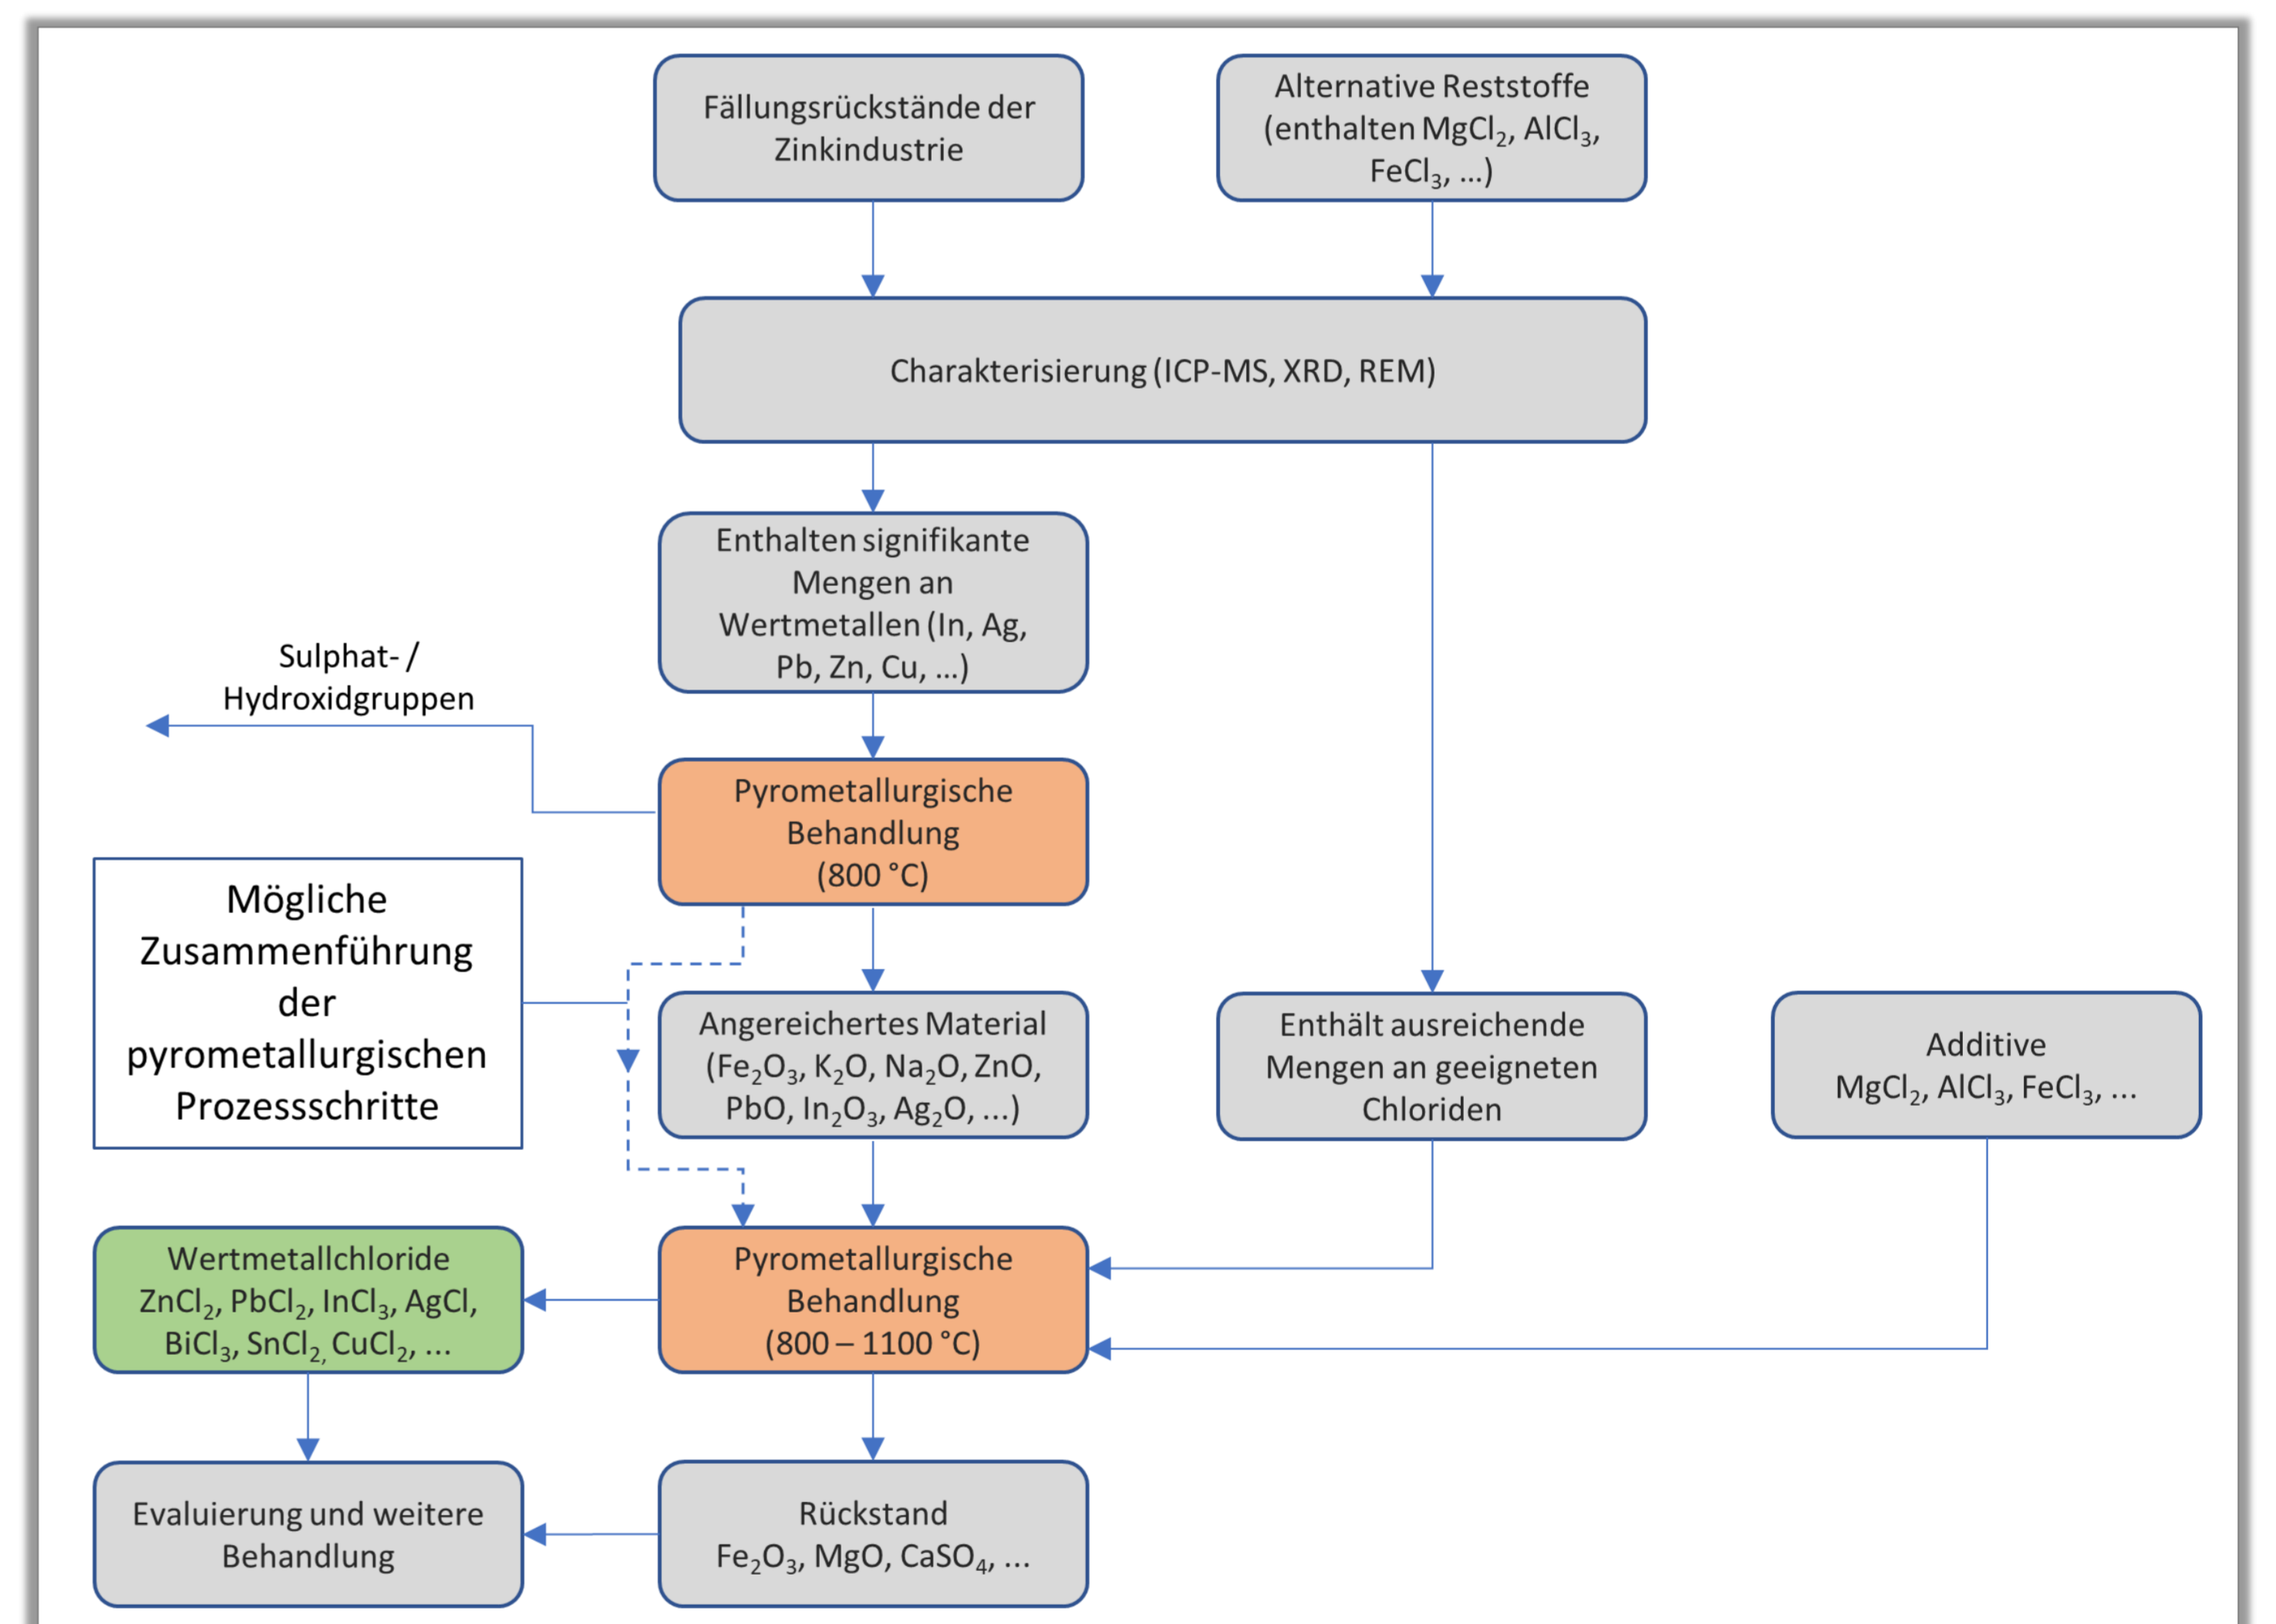 Fällungsrückstände der
Zinkindustrie
Alternative Reststoffe
(enthalten MgCl₂, AlCl₃,
FeCl₃, ...)
Charakterisierung (ICP-MS, XRD, REM)
Enthalten signifikante
Mengen an
Wertmetallen (In, Ag,
Pb, Zn, Cu, ...)
Sulphat- /
Hydroxidgruppen
Pyrometallurgische
Behandlung
(800 °C)
Mögliche
Zusammenführung
der
pyrometallurgischen
Prozessschritte
Angereichertes Material
(Fe₂O₃, K₂O, Na₂O, ZnO,
PbO, In₂O₃, Ag₂O, ...)
Enthält ausreichende
Mengen an geeigneten
Chloriden
Additive
MgCl₂, AlCl₃, FeCl₃, ...
Wertmetallchloride
ZnCl₂, PbCl₂, InCl₃, AgCl,
BiCl₃, SnCl₂, CuCl₂, ...
Pyrometallurgische
Behandlung
(800 – 1100 °C)
Evaluierung und weitere
Behandlung
Rückstand
Fe₂O₃, MgO, CaSO₄, ...